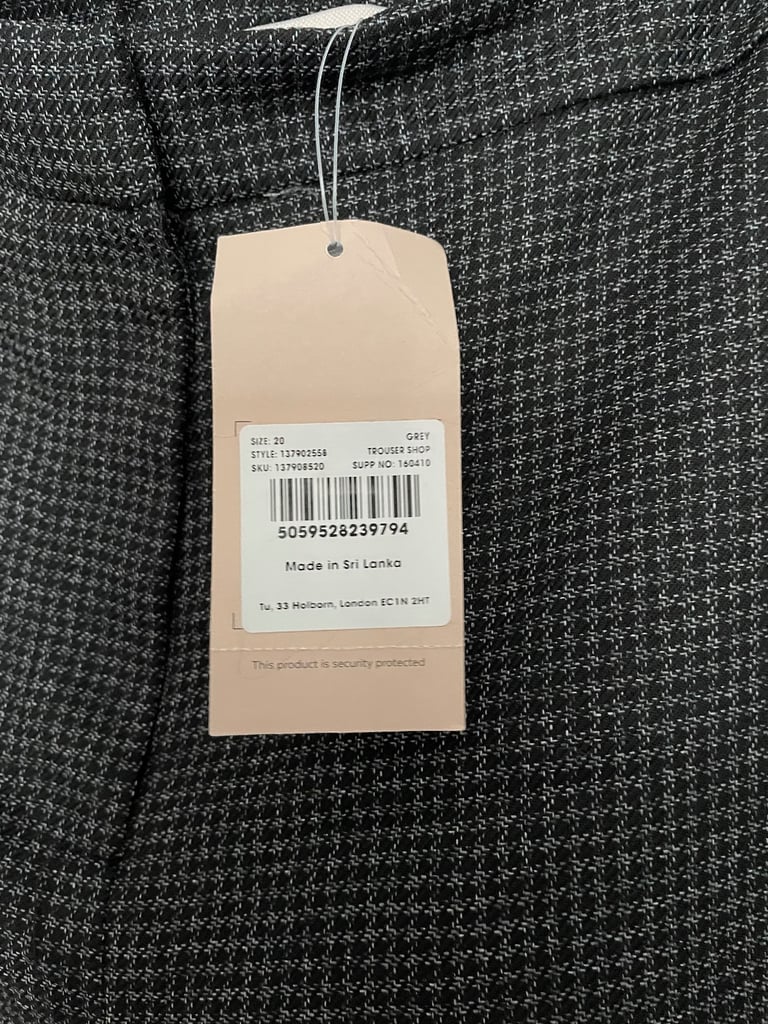 SIZE: 20 GREY
STYLE: 137902558 TROUSER SHOP
SKU: 137908520 SUPP NO: 160410
5059528239794
Made in Sri Lanka
Tu, 33 Holborn, London EC1N 2HT
This product is security protected